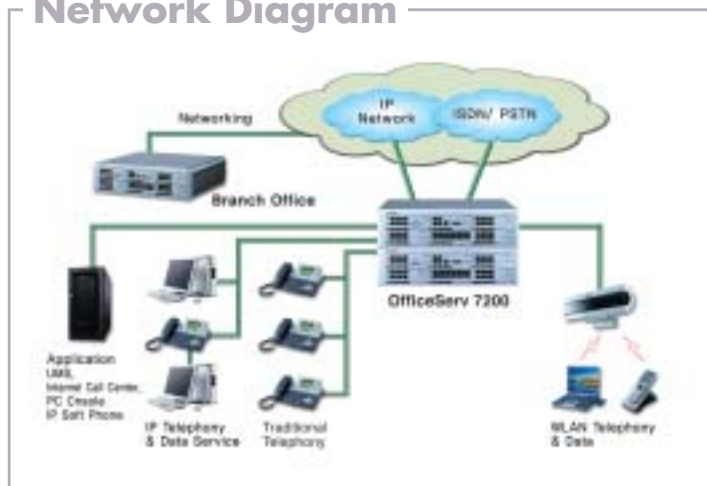 Network Diagram
IP
Network
ISDN/ PSTN
Networking
Branch Office
OfficeServ 7200
Application
UMS,
Internet Call Center,
PC Console
IP Soft Phone
IP Telephony
& Data Service
Traditional
Telephony
WLAN Telephony
& Data